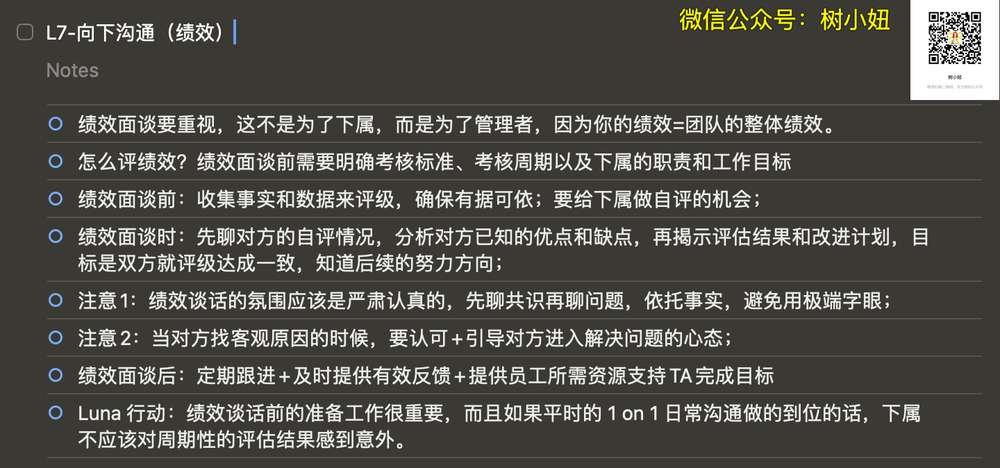 微信公众号：树小妞
L7-向下沟通（绩效）
树小妞
Notes
绩效面谈要重视，这不是为了下属，而是为了管理者，因为你的绩效=团队的整体绩效。
怎么评绩效？绩效面谈前需要明确考核标准、考核周期以及下属的职责和工作目标
绩效面谈前：收集事实和数据来评级，确保有据可依；要给下属做自评的机会；
绩效面谈时：先聊对方的自评情况，分析对方已知的优点和缺点，再揭示评估结果和改进计划，目
标是双方就评级达成一致，知道后续的努力方向；
注意1：绩效谈话的氛围应该是严肃认真的，先聊共识再聊问题，依托事实，避免用极端字眼；
注意2：当对方找客观原因的时候，要认可+引导对方进入解决问题的心态；
绩效面谈后：定期跟进+及时提供有效反馈+提供员工所需资源支持TA完成目标
Luna 行动：绩效谈话前的准备工作很重要，而且如果平时的 1 on 1 日常沟通做的到位的话，下属
不应该对周期性的评估结果感到意外。